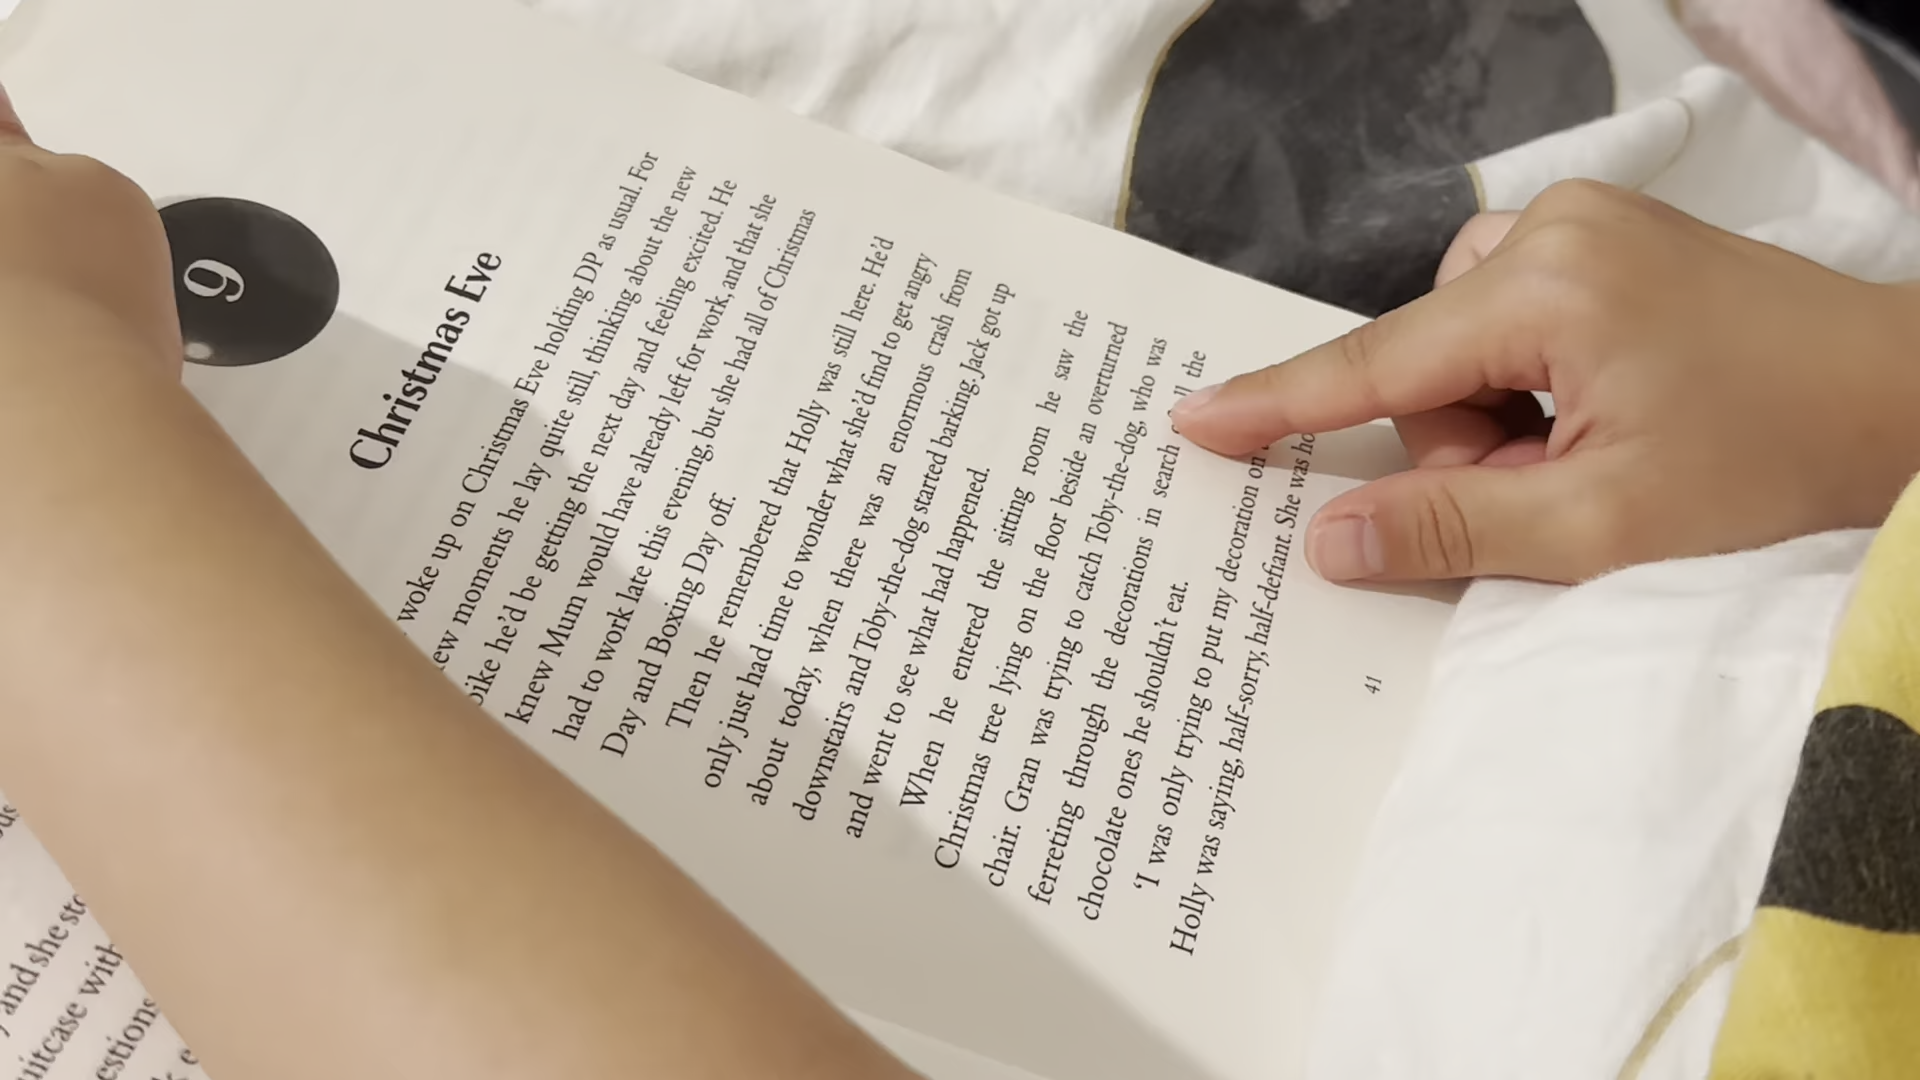 9
Christmas Eve
woke up on Christmas Eve holding DP as usual. For
moments he lay quite still, thinking about the new
bike he'd be getting the next day and feeling excited. He
knew Mum would have already left for work, and that she
had to work late this evening, but she had all of Christmas
Day and Boxing Day off.
Then he remembered that Holly was still here. He'd
only just had time to wonder what she'd find to get angry
about today, when there was an enormous crash from
downstairs and Toby-the-dog started barking. Jack got up
and went to see what had happened.
When he entered the sitting room he saw the
Christmas tree lying on the floor beside an overturned
chair. Gran was trying to catch Toby-the-dog, who was
ferreting through the decorations in search the
chocolate ones he shouldn't eat.
'I was only trying to put my decoration on
Holly was saying, half-sorry, half-defiant. She was
41
and she
with